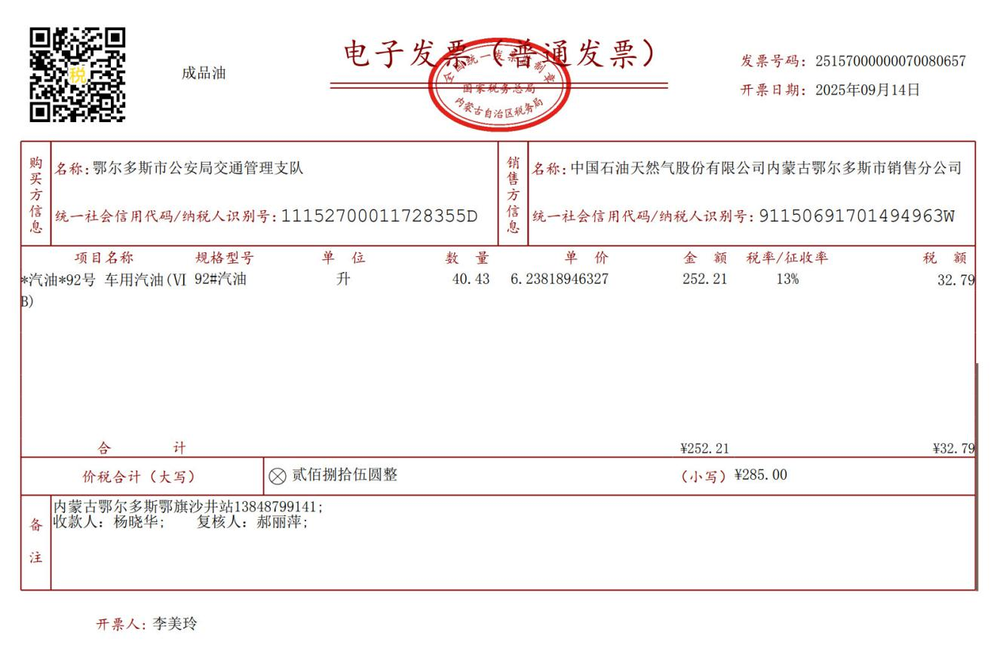 税
成品油
电子发票（普通发票）
全国统一发票监制章
国家税务总局
内蒙古自治区税务局
发票号码：25157000000070080657
开票日期：2025年09月14日
购买方信息
名称：鄂尔多斯市公安局交通管理支队
统一社会信用代码/纳税人识别号：11152700011728355D
销售方信息
名称：中国石油天然气股份有限公司内蒙古鄂尔多斯市销售分公司
统一社会信用代码/纳税人识别号：91150691701494963W
项目名称 规格型号 单位 数量 单价 金额 税率/征收率 税额
*汽油*92号 车用汽油(VI 92#汽油 升 40.43 6.23818946327 252.21 13% 32.79
B)
合计 ¥252.21 ¥32.79
价税合计（大写） ⊗ 贰佰捌拾伍圆整 （小写）¥285.00
备注
内蒙古鄂尔多斯鄂旗沙井站13848799141;
收款人：杨晓华; 复核人：郝丽萍;
开票人：李美玲